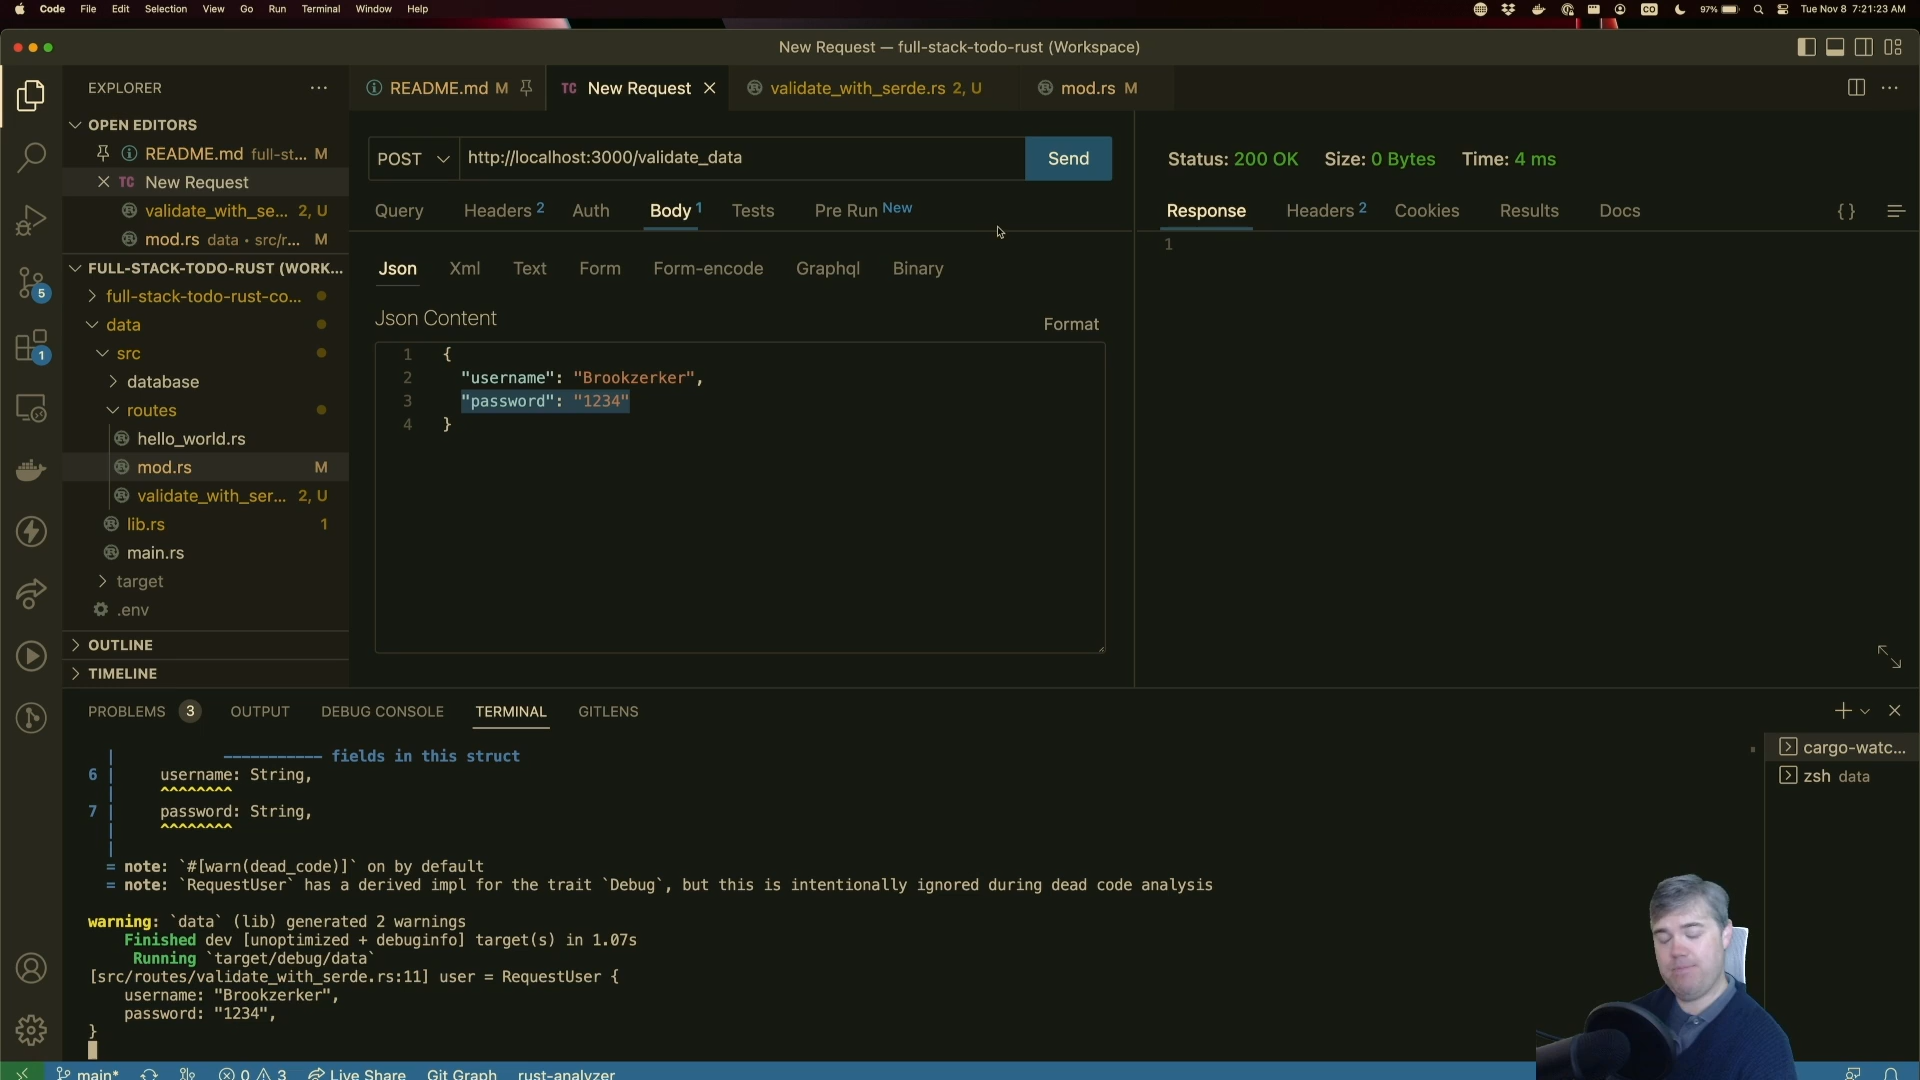 Code File Edit Selection View Go Run Terminal Window Help
CO 97% Tue Nov 8 7:21:23 AM
New Request — full-stack-todo-rust (Workspace)
EXPLORER
README.md M
TC New Request
validate_with_serde.rs 2, U
mod.rs M
OPEN EDITORS
README.md full-st... M
TC New Request
validate_with_se... 2, U
mod.rs data • src/r... M
FULL-STACK-TODO-RUST (WORK...
full-stack-todo-rust-co...
data
src
database
routes
hello_world.rs
mod.rs M
validate_with_ser... 2, U
lib.rs 1
main.rs
target
.env
OUTLINE
TIMELINE
5
1
POST http://localhost:3000/validate_data Send
Query Headers 2 Auth Body 1 Tests Pre Run New
Json Xml Text Form Form-encode Graphql Binary
Json Content
Format
1 {
2 "username": "Brookzerker",
3 "password": "1234"
4 }
Status: 200 OK Size: 0 Bytes Time: 4 ms
Response Headers 2 Cookies Results Docs { }
1
PROBLEMS 3 OUTPUT DEBUG CONSOLE TERMINAL GITLENS
| ----------- fields in this struct
6 | username: String,
| ^^^^^^^^
7 | password: String,
| ^^^^^^^^
|
= note: `#[warn(dead_code)]` on by default
= note: `RequestUser` has a derived impl for the trait `Debug`, but this is intentionally ignored during dead code analysis
warning: `data` (lib) generated 2 warnings
Finished dev [unoptimized + debuginfo] target(s) in 1.07s
Running `target/debug/data`
[src/routes/validate_with_serde.rs:11] user = RequestUser {
username: "Brookzerker",
password: "1234",
}
cargo-watc...
zsh data
main* 0 3 Live Share Git Graph rust-analyzer